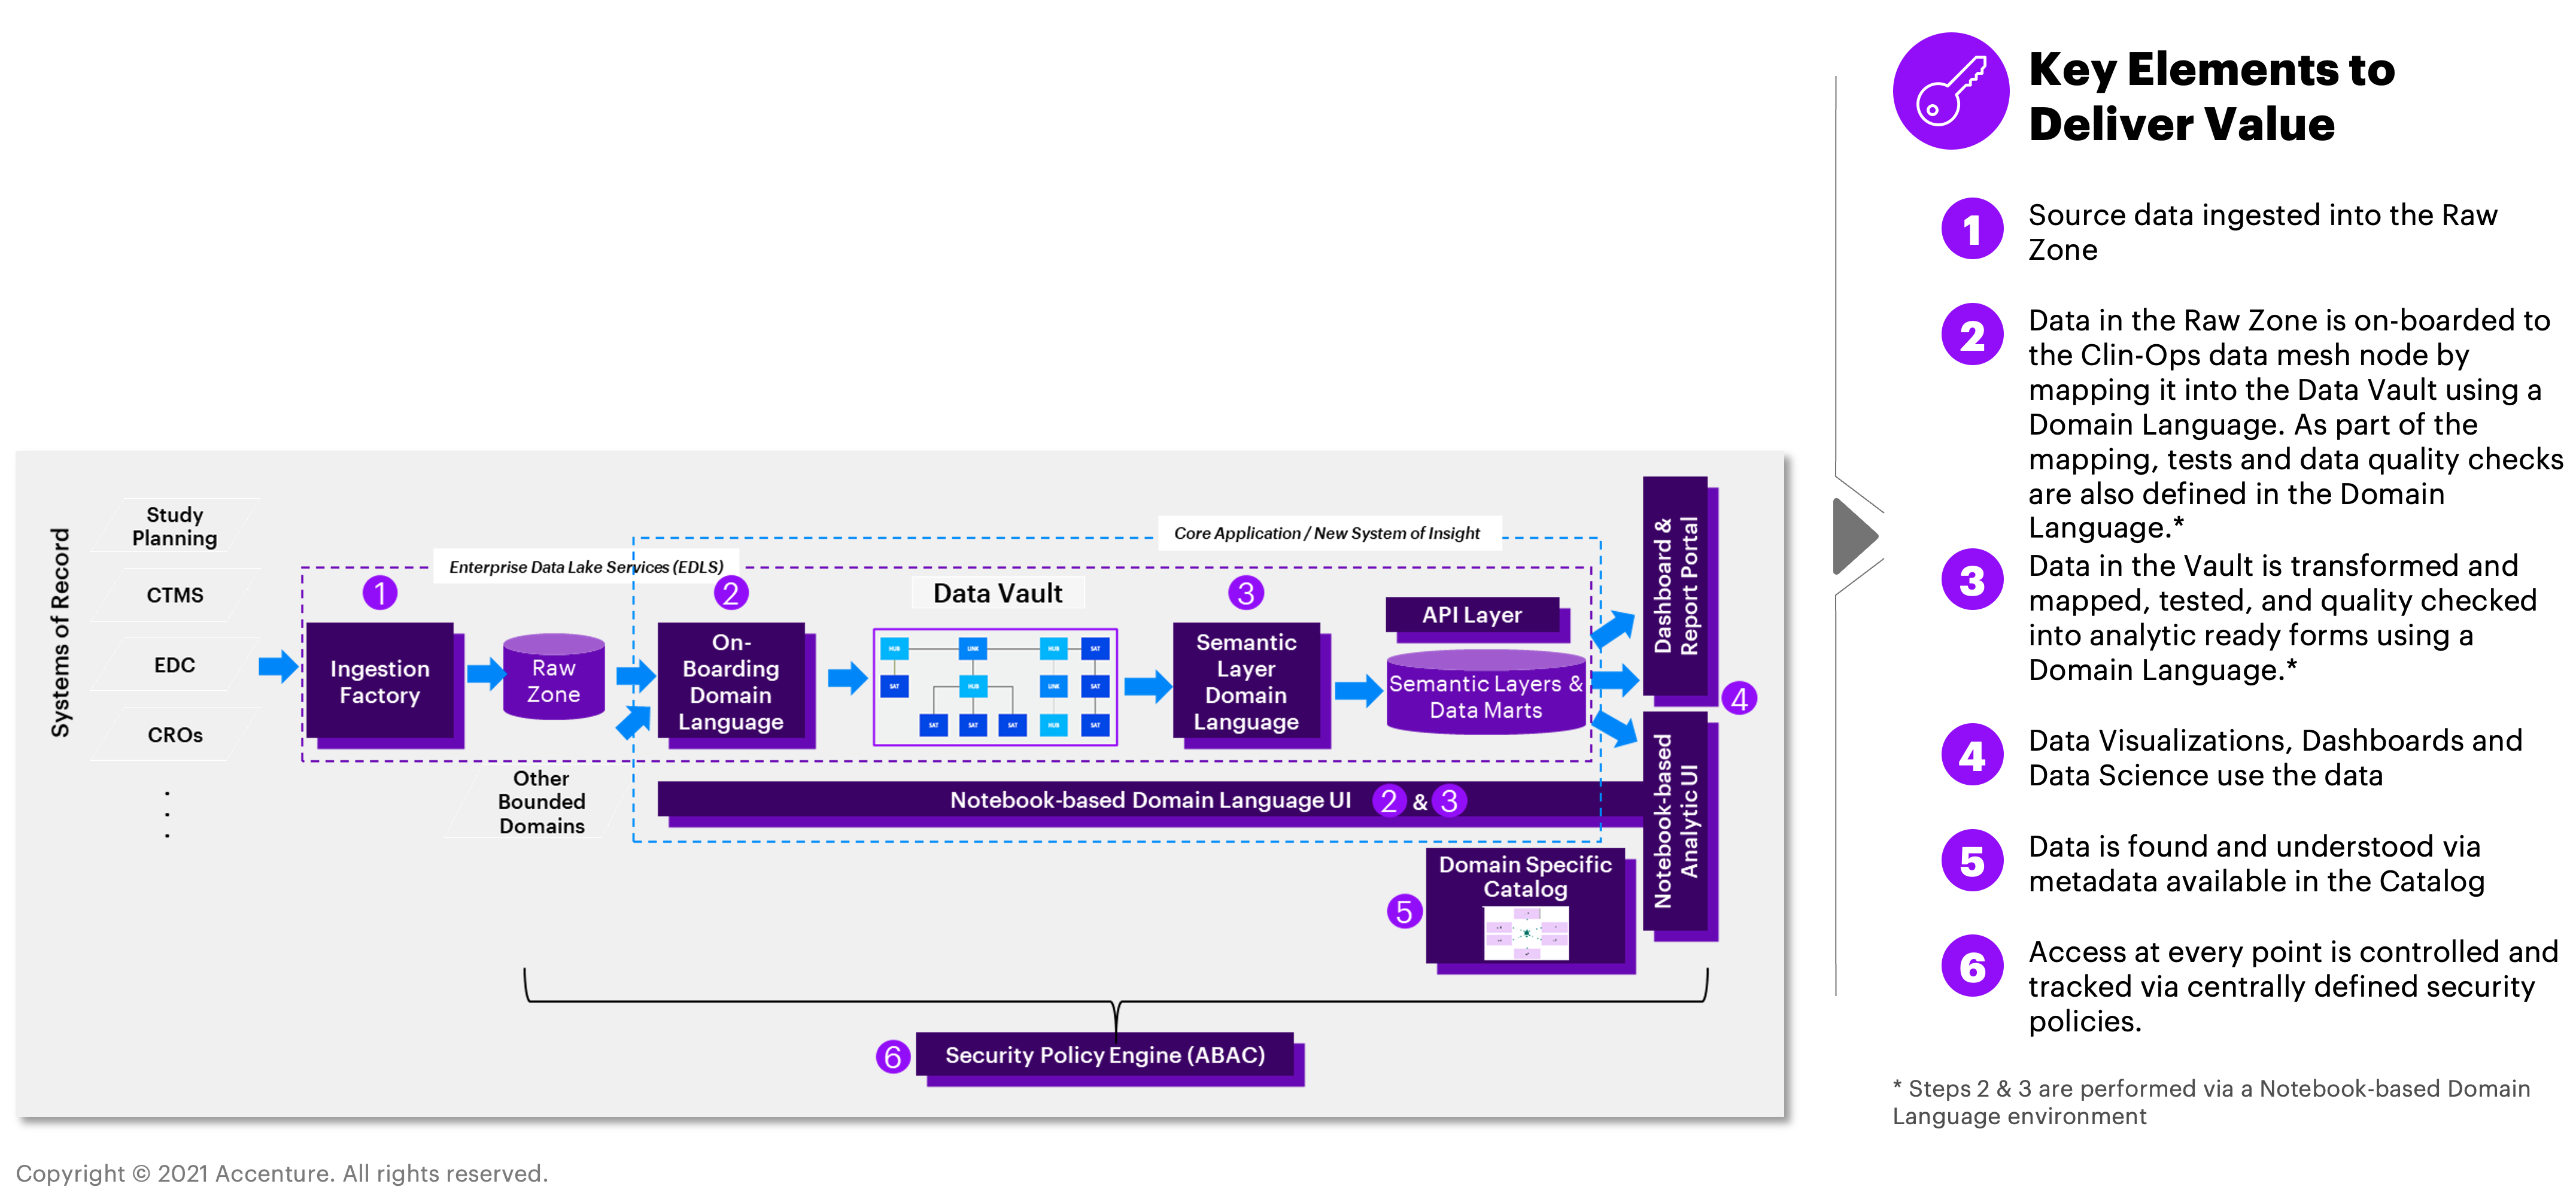 Key Elements to
Deliver Value
1
Source data ingested into the Raw
Zone
2
Data in the Raw Zone is on-boarded to
the Clin-Ops data mesh node by
mapping it into the Data Vault using a
Domain Language. As part of the
mapping, tests and data quality checks
are also defined in the Domain
Language.*
3
Data in the Vault is transformed and
mapped, tested, and quality checked
into analytic ready forms using a
Domain Language.*
4
Data Visualizations, Dashboards and
Data Science use the data
5
Data is found and understood via
metadata available in the Catalog
6
Access at every point is controlled and
tracked via centrally defined security
policies.
* Steps 2 & 3 are performed via a Notebook-based Domain
Language environment
Systems of Record
Study
Planning
CTMS
EDC
CROs
.
.
.
Enterprise Data Lake Services (EDLS)
Core Application / New System of Insight
1
Ingestion
Factory
Raw
Zone
Other
Bounded
Domains
2
On-
Boarding
Domain
Language
Data Vault
HUB LINK HUB SAT
SAT HUB LINK SAT
SAT SAT SAT HUB SAT
3
Semantic
Layer
Domain
Language
API Layer
Semantic Layers &
Data Marts
Dashboard &
Report Portal
4
Notebook-based
Analytic UI
Notebook-based Domain Language UI 2 & 3
5
Domain Specific
Catalog
6
Security Policy Engine (ABAC)
Copyright © 2021 Accenture. All rights reserved.